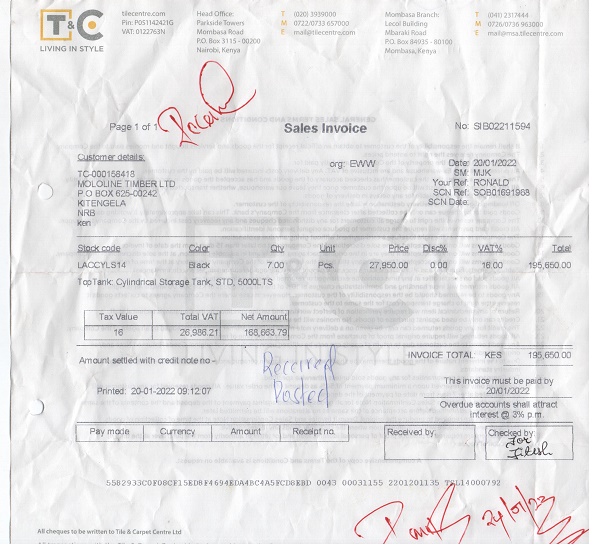 T&C
LIVING IN STYLE
tilecentre.com
Pin: P051142421G
VAT: 0122763N
Head Office:
Parkside Towers
Mombasa Road
P.O. Box 3115 - 00200
Nairobi, Kenya
T (020) 3939000
M 0722/0733 657000
E mail@tilecentre.com
Mombasa Branch:
Lecol Building
Mbaraki Road
P.O. Box 84935 - 80100
Mombasa, Kenya
T (041) 2317444
M 0726/0736 963000
E mail@msa.tilecentre.com
Page 1 of 1
Sales Invoice
No: SIB02211594
Customer details:
TC-000158418
MOLOLINE TIMBER LTD
P.O BOX 625-00242
KITENGELA
NRB
ken
org: EWW
Date: 20/01/2022
SM: MJK
Your Ref: RONALD
SCN Ref: SOB01691968
SCN Date:
Stock code Color Qty Unit Price Disc% VAT% Total
LACCYLS14 Black 7.00 Pcs. 27,950.00 0.00 16.00 195,650.00
TopTank: Cylindrical Storage Tank, STD, 5000LTS
Tax Value Total VAT Net Amount
16 26,986.21 168,663.79
Amount settled with credit note no -
INVOICE TOTAL KES 195,650.00
Received
Posted
Printed: 20-01-2022 09:12:07
This invoice must be paid by
20/01/2022
Overdue accounts shall attract
interest @ 3% p.m.
Pay mode Currency Amount Receipt no.
Received by:
Checked by:
For
5582933C0F08CF15ED8F4694EDA4BC4A5FCD8EBD 0043 00031155 2201201135 TEL14000792
All cheques to be written to Tile & Carpet Centre Ltd